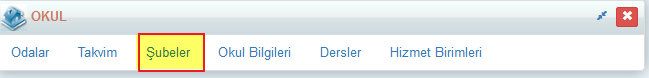 OKUL
Odalar Takvim Şubeler Okul Bilgileri Dersler Hizmet Birimleri